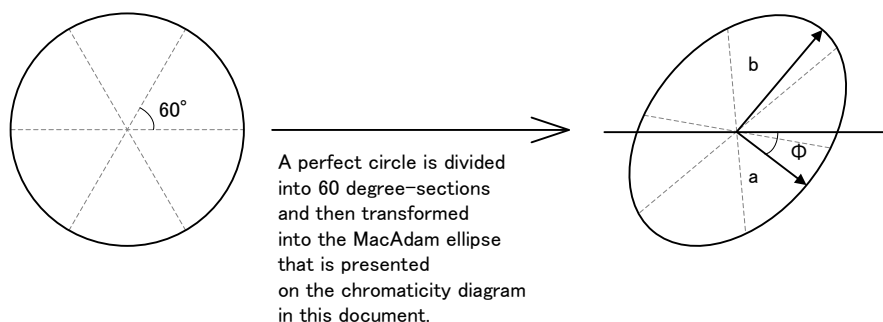 60°
A perfect circle is divided
into 60 degree-sections
and then transformed
into the MacAdam ellipse
that is presented
on the chromaticity diagram
in this document.
b
Φ
a